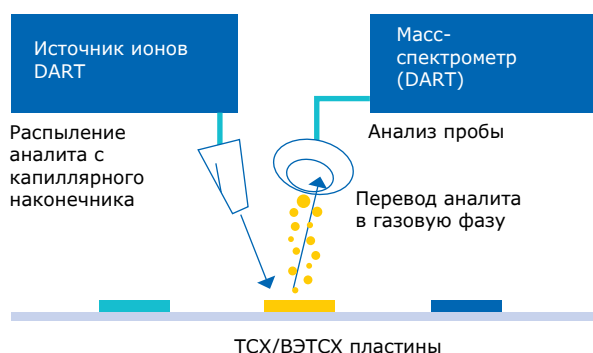 Источник ионов
DART
Масс-
спектрометр
(DART)
Распыление
аналита с
капиллярного
наконечника
Анализ пробы
Перевод аналита
в газовую фазу
ТСХ/ВЭТСХ пластины